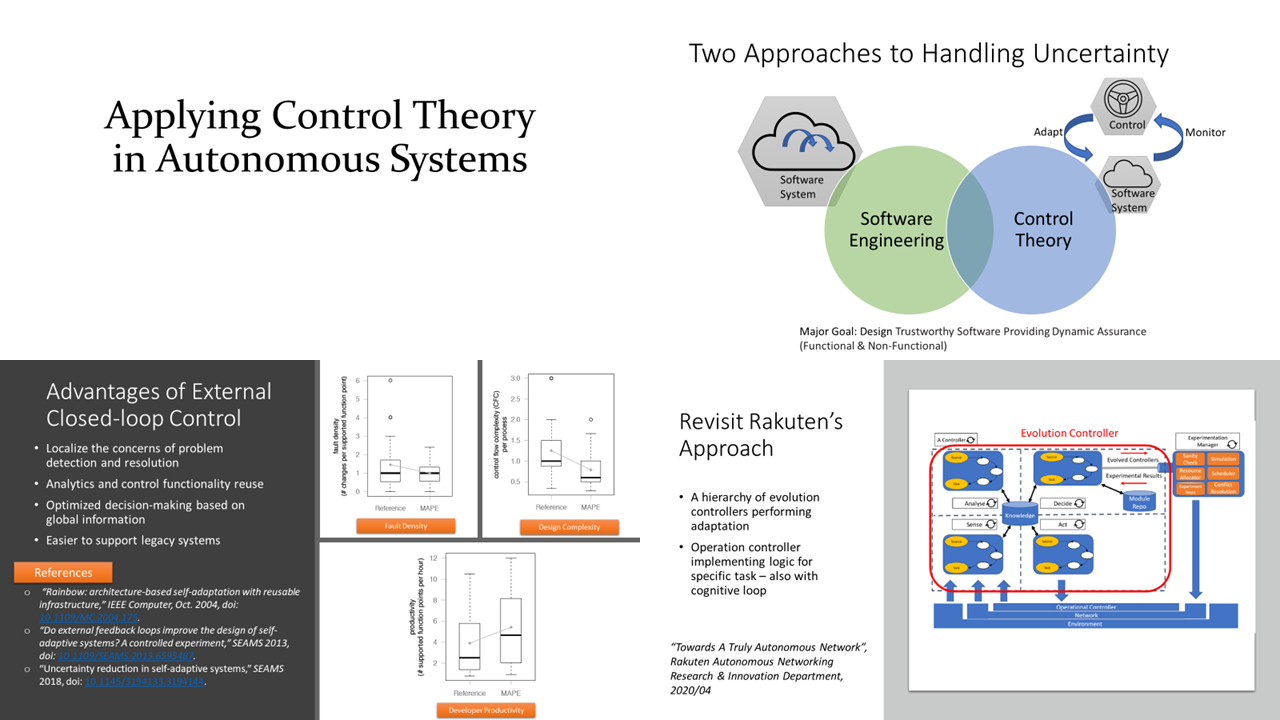 Applying Control Theory
in Autonomous Systems
Two Approaches to Handling Uncertainty
Software
System
Control
Adapt
Monitor
Software
System
Software
Engineering
Control
Theory
Major Goal: Design Trustworthy Software Providing Dynamic Assurance
(Functional & Non-Functional)
Advantages of External
Closed-loop Control
• Localize the concerns of problem
detection and resolution
• Analytics and control functionality reuse
• Optimized decision-making based on
global information
• Easier to support legacy systems
References
o "Rainbow: architecture-based self-adaptation with reusable
infrastructure," IEEE Computer, Oct. 2004, doi:
o "Do external feedback loops improve the design of self-
adaptive systems? A controlled experiment," SEAMS 2013,
doi:
o "Uncertainty reduction in self-adaptive systems," SEAMS
2018, doi:
fault density
(# changes per supported function point)
6
5
4
3
2
1
0
Reference MAPE
Fault Density
control flow complexity (CFC)
per process
3.0
2.5
2.0
1.5
1.0
0.5
Reference MAPE
Design Complexity
productivity
(# supported function points per hour)
12
10
8
6
4
2
Reference MAPE
Developer Productivity
Revisit Rakuten's
Approach
• A hierarchy of evolution
controllers performing
adaptation
• Operation controller
implementing logic for
specific task – also with
cognitive loop
"Towards A Truly Autonomous Network",
Rakuten Autonomous Networking
Research & Innovation Department,
2020/04
Evolution Controller
A Controller
Experimentation
Manager
Evolved Controllers
Experimental Results
Sanity
Check
Simulation
Resource
Allocator
Scheduler
Experiment
Conflict
Resolution
Module
Repo
Analyse
Decide
Knowledge
Sense
Act
Operational Controller
Network
Environment